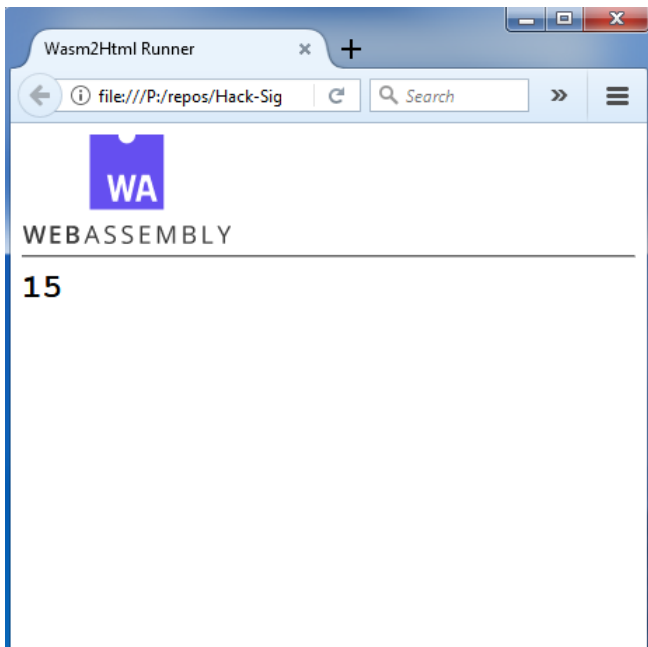 Wasm2Html Runner
file:///P:/repos/Hack-Sig
Search
WA
WEBASSEMBLY
15